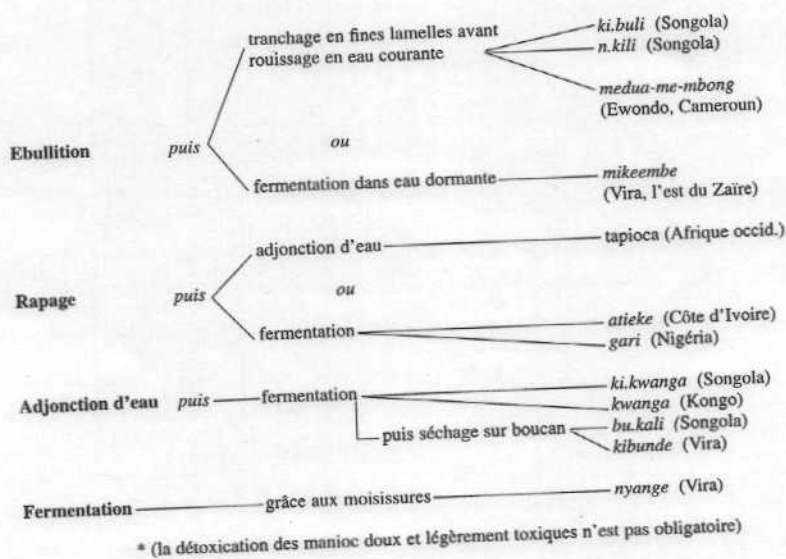 tranchage en fines lamelles avant
rouissage en eau courante
ki.buli (Songola)
n.kili (Songola)
medua-me-mbong
(Ewondo, Cameroun)
Ebullition puis ou
fermentation dans eau dormante
mikeembe
(Vira, l'est du Zaïre)
adjonction d'eau
tapioca (Afrique occid.)
Rapage puis ou
fermentation
atieke (Côte d'Ivoire)
gari (Nigéria)
Adjonction d'eau puis fermentation
ki.kwanga (Songola)
kwanga (Kongo)
puis séchage sur boucan
bu.kali (Songola)
kibunde (Vira)
Fermentation grâce aux moisissures nyange (Vira)
* (la détoxication des manioc doux et légèrement toxiques n'est pas obligatoire)